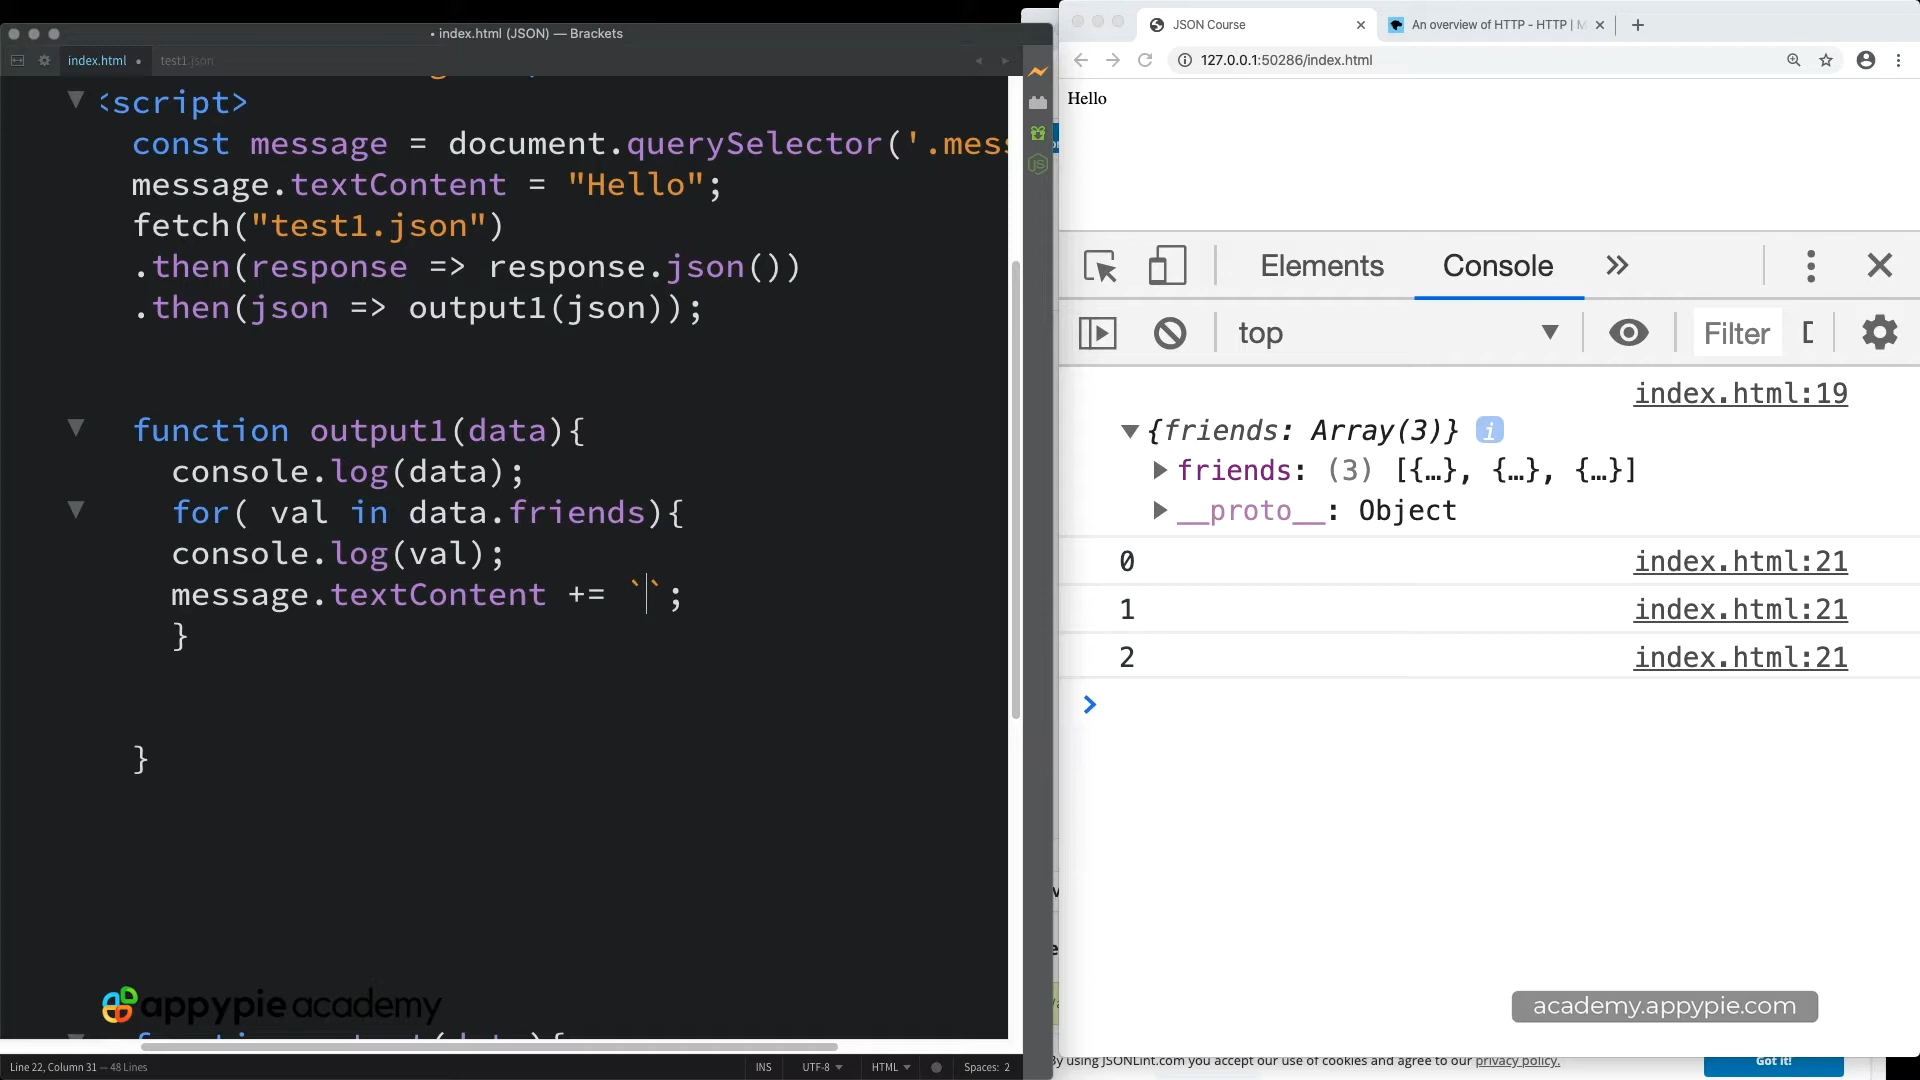 • index.html (JSON) — Brackets
index.html •
test1.json
<script>
const message = document.querySelector('.mess
message.textContent = "Hello";
fetch("test1.json")
.then(response => response.json())
.then(json => output1(json));
function output1(data){
console.log(data);
for( val in data.friends){
console.log(val);
message.textContent += ``;
}
}
appypie academy
Line 22, Column 31 — 48 Lines
INS
UTF-8
HTML
Spaces: 2
JSON Course
An overview of HTTP - HTTP | M
127.0.0.1:50286/index.html
Hello
Elements
Console
top
Filter
index.html:19
{friends: Array(3)} i
friends: (3) [{…}, {…}, {…}]
__proto__: Object
0 index.html:21
1 index.html:21
2 index.html:21
academy.appypie.com
By using JSONLint.com you accept our use of cookies and agree to our privacy policy.
Got it!